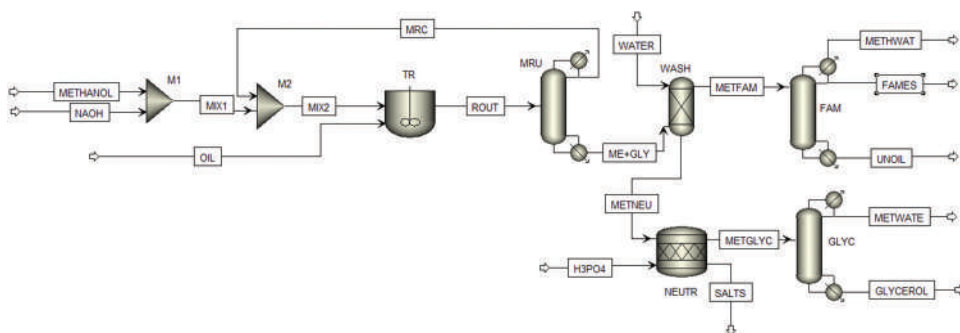 MRC
WATER
METHWAT
M1
M2
TR
MRU
WASH
METHANOL
METFAM
FAMES
NAOH
MIX1
MIX2
ROUT
FAM
OIL
ME+GLY
UNOIL
METNEU
METWATE
METGLYC
GLYC
H3PO4
NEUTR
SALTS
GLYCEROL